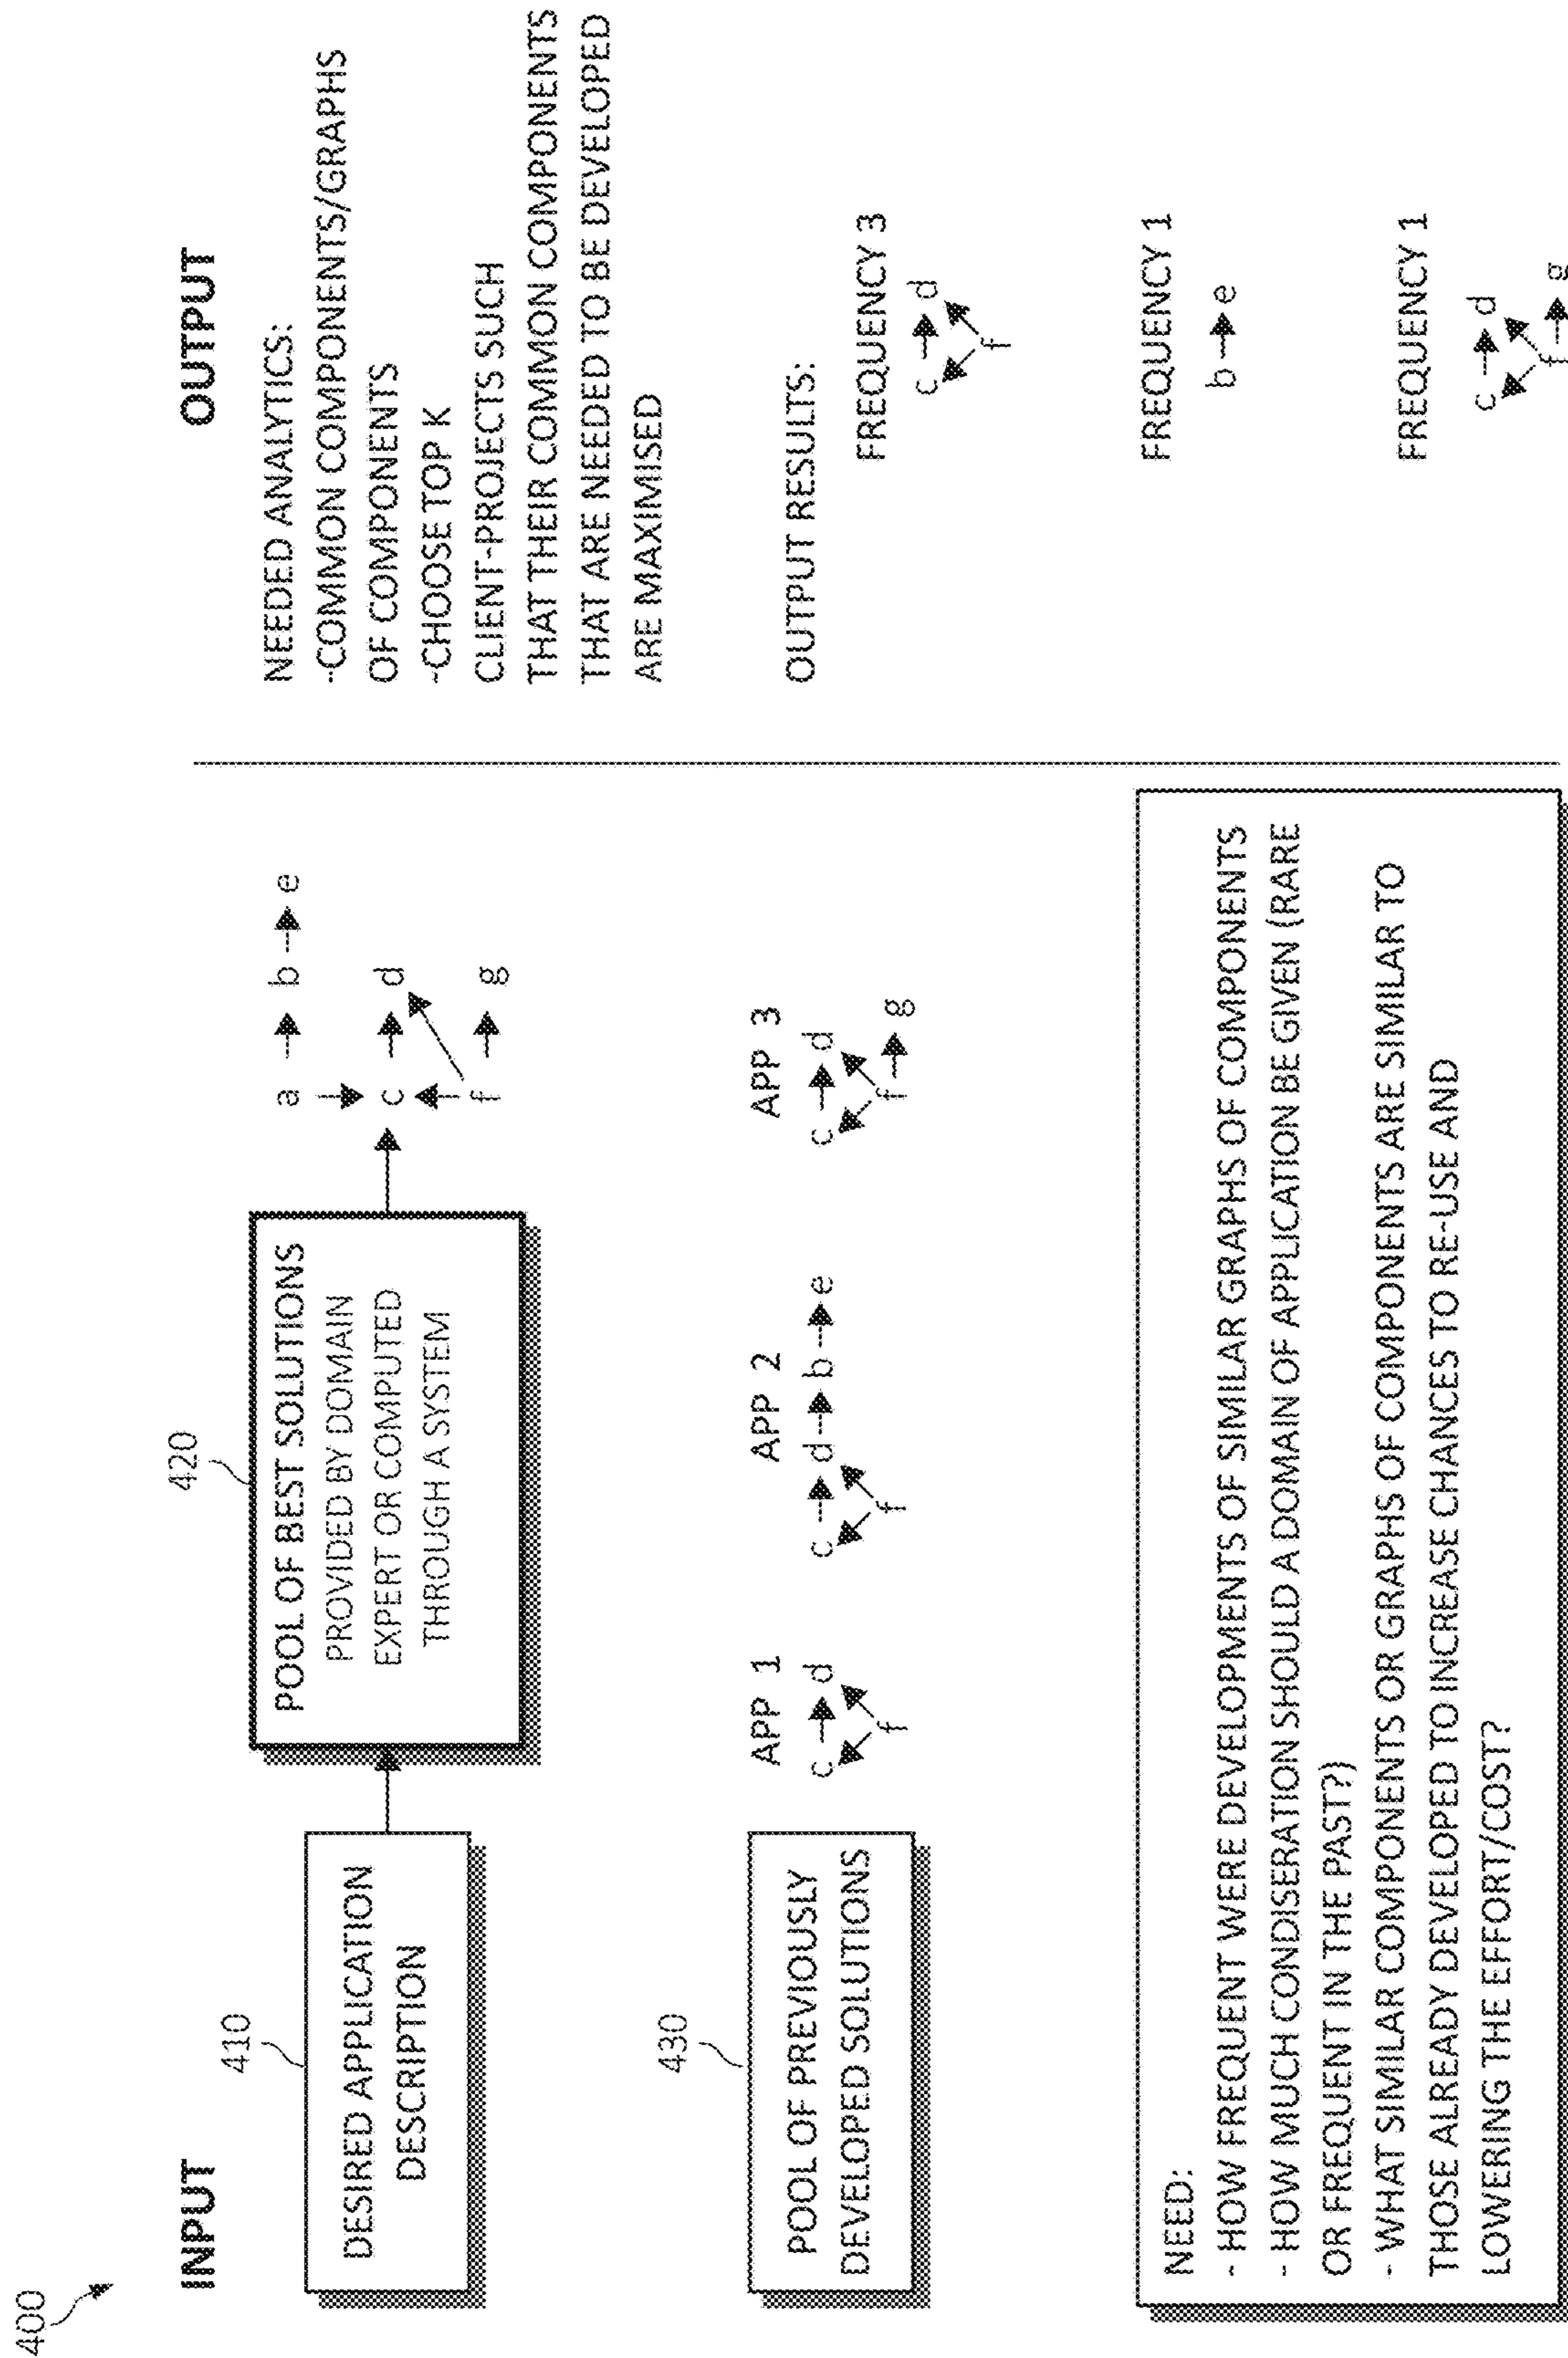 400
INPUT
410
DESIRED APPLICATION
DESCRIPTION
420
POOL OF BEST SOLUTIONS
PROVIDED BY DOMAIN
EXPERT OR COMPUTED
THROUGH A SYSTEM
a b e
c d
f g
430
POOL OF PREVIOUSLY
DEVELOPED SOLUTIONS
APP 1
c d
f
APP 2
c d b e
f
APP 3
c d
f g
NEED:
- HOW FREQUENT WERE DEVELOPMENTS OF SIMILAR GRAPHS OF COMPONENTS
- HOW MUCH CONDISERATION SHOULD A DOMAIN OF APPLICATION BE GIVEN (RARE
OR FREQUENT IN THE PAST?)
- WHAT SIMILAR COMPONENTS OR GRAPHS OF COMPONENTS ARE SIMILAR TO
THOSE ALREADY DEVELOPED TO INCREASE CHANCES TO RE-USE AND
LOWERING THE EFFORT/COST?
OUTPUT
NEEDED ANALYTICS:
-COMMON COMPONENTS/GRAPHS
OF COMPONENTS
-CHOOSE TOP K
CLIENT-PROJECTS SUCH
THAT THEIR COMMON COMPONENTS
THAT ARE NEEDED TO BE DEVELOPED
ARE MAXIMISED
OUTPUT RESULTS:
FREQUENCY 3
c d
f
FREQUENCY 1
b e
FREQUENCY 1
c d
f g